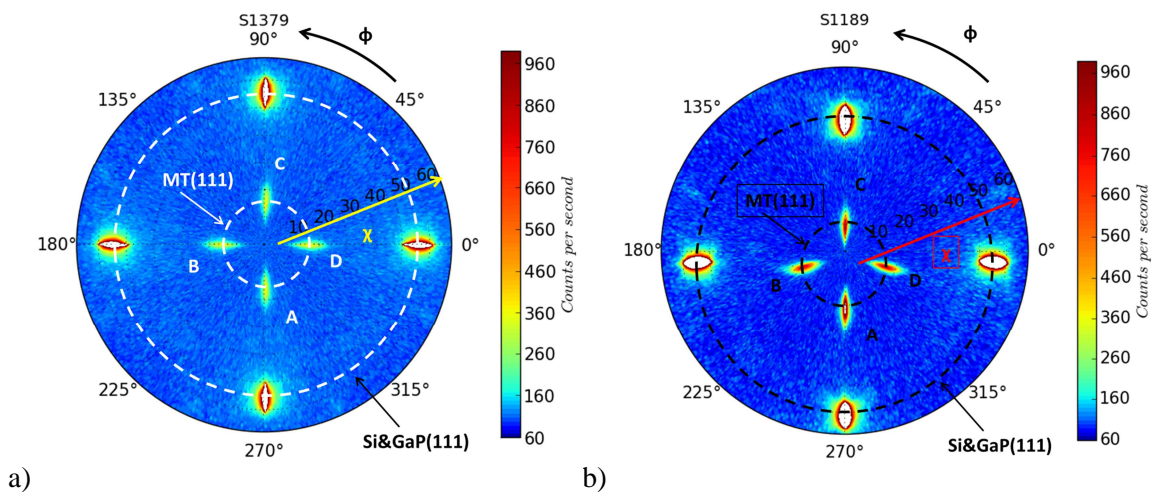 S1379
90°
ϕ
135°
45°
C
MT(111)
10 20 30 40 50 60
χ
180°
0°
B
D
A
225°
315°
270°
Si&GaP(111)
960
860
760
660
560
460
360
260
160
60
Counts per second
a)
S1189
90°
ϕ
135°
45°
C
MT(111)
10 20 30 40 50 60
χ
180°
0°
B
D
A
225°
315°
270°
Si&GaP(111)
960
860
760
660
560
460
360
260
160
60
Counts per second
b)